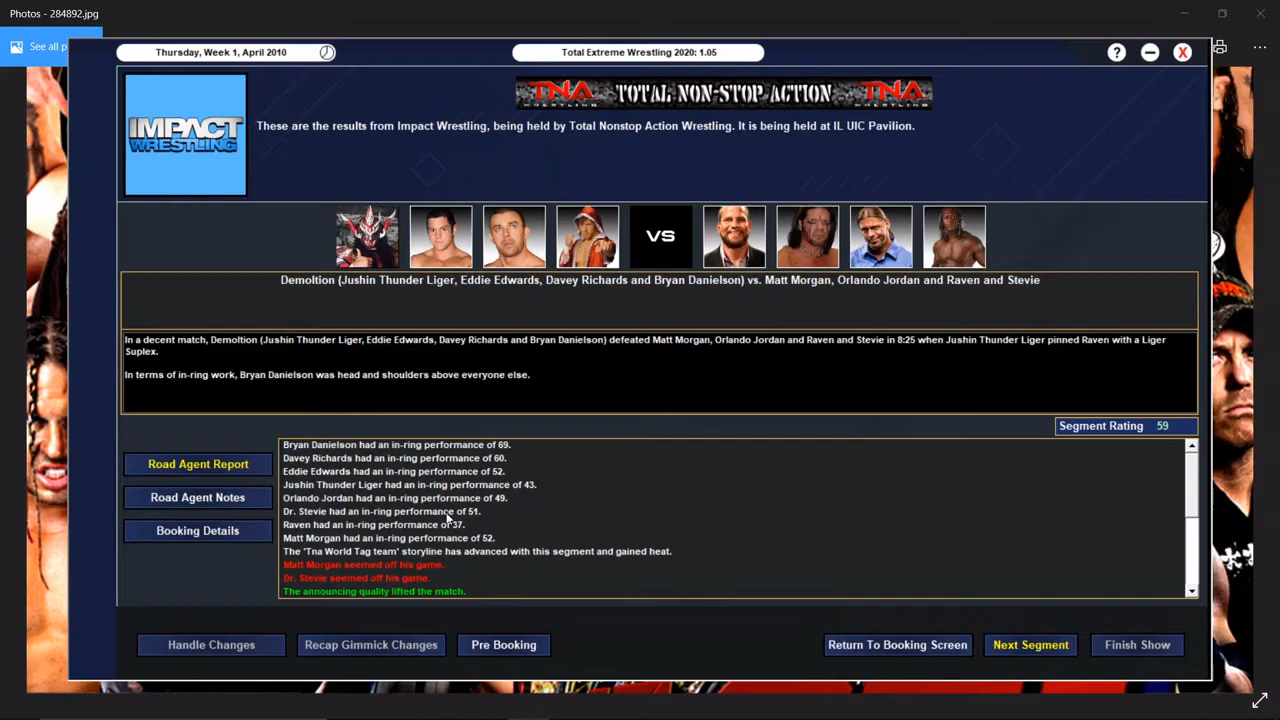 Photos - 284892.jpg
See all p
Thursday, Week 1, April 2010
Total Extreme Wrestling 2020: 1.05
?
X
IMPACT
WRESTLING
TNA
WRESTLING
TOTAL NON-STOP ACTION
TNA
WRESTLING
These are the results from Impact Wrestling, being held by Total Nonstop Action Wrestling. It is being held at IL UIC Pavilion.
VS
Demoltion (Jushin Thunder Liger, Eddie Edwards, Davey Richards and Bryan Danielson) vs. Matt Morgan, Orlando Jordan and Raven and Stevie
In a decent match, Demoltion (Jushin Thunder Liger, Eddie Edwards, Davey Richards and Bryan Danielson) defeated Matt Morgan, Orlando Jordan and Raven and Stevie in 8:25 when Jushin Thunder Liger pinned Raven with a Liger
Suplex.
In terms of in-ring work, Bryan Danielson was head and shoulders above everyone else.
Segment Rating 59
Road Agent Report
Road Agent Notes
Booking Details
Bryan Danielson had an in-ring performance of 69.
Davey Richards had an in-ring performance of 60.
Eddie Edwards had an in-ring performance of 52.
Jushin Thunder Liger had an in-ring performance of 43.
Orlando Jordan had an in-ring performance of 49.
Dr. Stevie had an in-ring performance of 51.
Raven had an in-ring performance of 37.
Matt Morgan had an in-ring performance of 52.
The 'Tna World Tag team' storyline has advanced with this segment and gained heat.
Matt Morgan seemed off his game.
Dr. Stevie seemed off his game.
The announcing quality lifted the match.
Handle Changes
Recap Gimmick Changes
Pre Booking
Return To Booking Screen
Next Segment
Finish Show